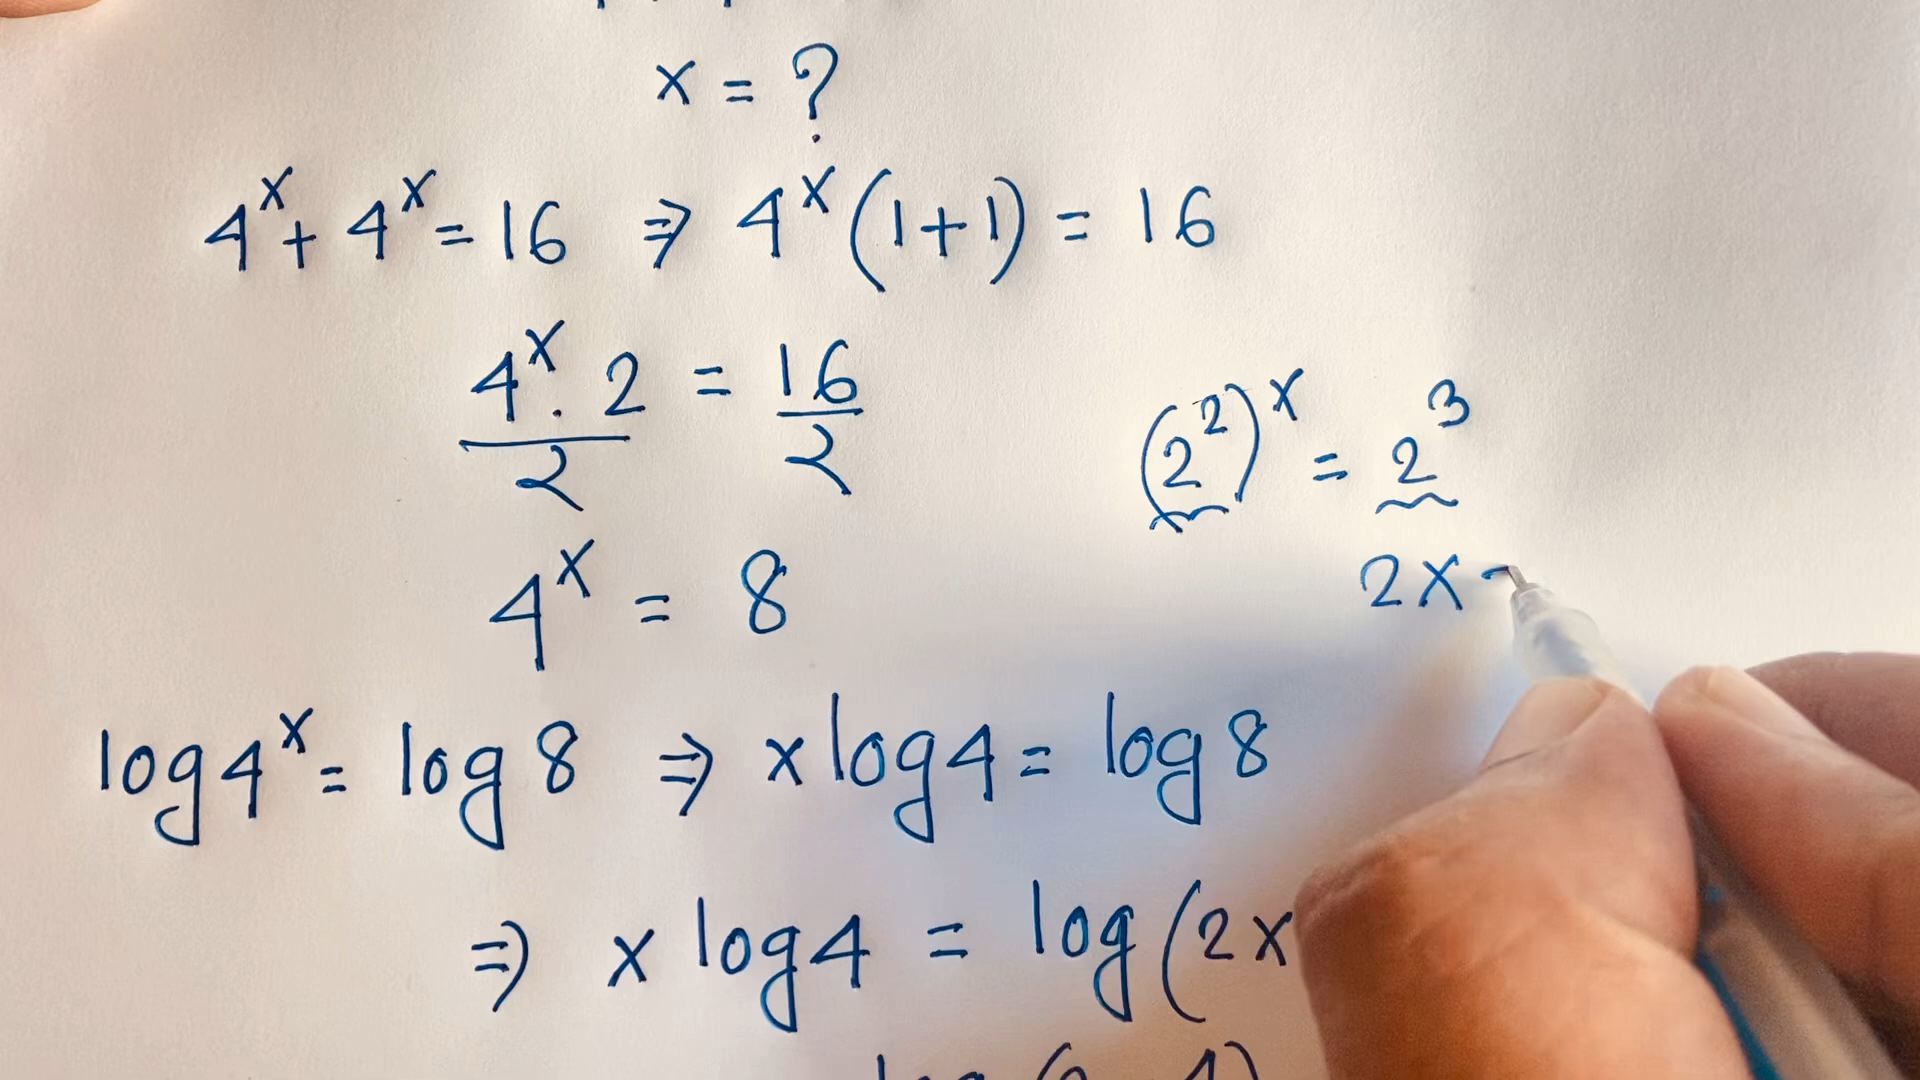 x = ?
4^x + 4^x = 16 ⇒ 4^x (1+1) = 16
4^x . 2 / 2 = 16 / 2
4^x = 8
(2^2)^x = 2^3
2x
log 4^x = log 8 ⇒ x log 4 = log 8
⇒ x log 4 = log (2x